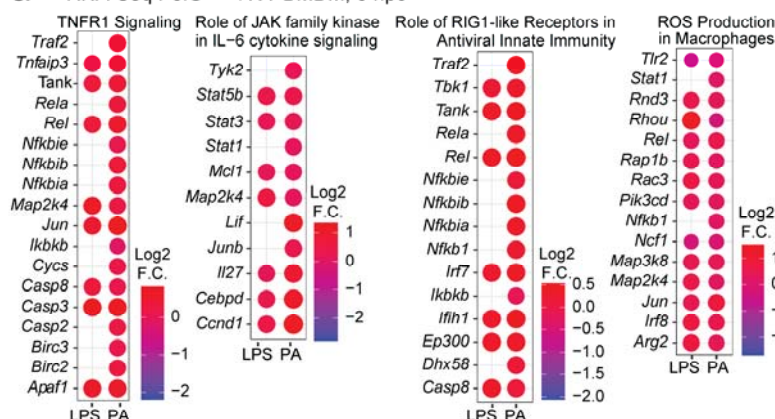 TNFR1 Signaling
Traf2
Tnfaip3
Tank
Rela
Rel
Nfkbie
Nfkbib
Nfkbia
Map2k4
Jun
Ikbkb
Cycs
Casp8
Casp3
Casp2
Birc3
Birc2
Apaf1
LPS PA
Log2
F.C.
0
−1
−2
Role of JAK family kinase
in IL-6 cytokine signaling
Tyk2
Stat5b
Stat3
Stat1
Mcl1
Map2k4
Lif
Junb
Il27
Cebpd
Ccnd1
LPS PA
Log2
F.C.
1
0
−1
−2
Role of RIG1-like Receptors in
Antiviral Innate Immunity
Traf2
Tbk1
Tank
Rela
Rel
Nfkbie
Nfkbib
Nfkbia
Nfkb1
Irf7
Ikbkb
Ifih1
Ep300
Dhx58
Casp8
LPS PA
Log2
F.C.
0.5
0.0
−0.5
−1.0
−1.5
−2.0
ROS Production
in Macrophages
Tlr2
Stat1
Rnd3
Rhou
Rel
Rap1b
Rac3
Pik3cd
Nfkb1
Ncf1
Map3k8
Map2k4
Jun
Irf8
Arg2
LPS PA
Log2
F.C.
1